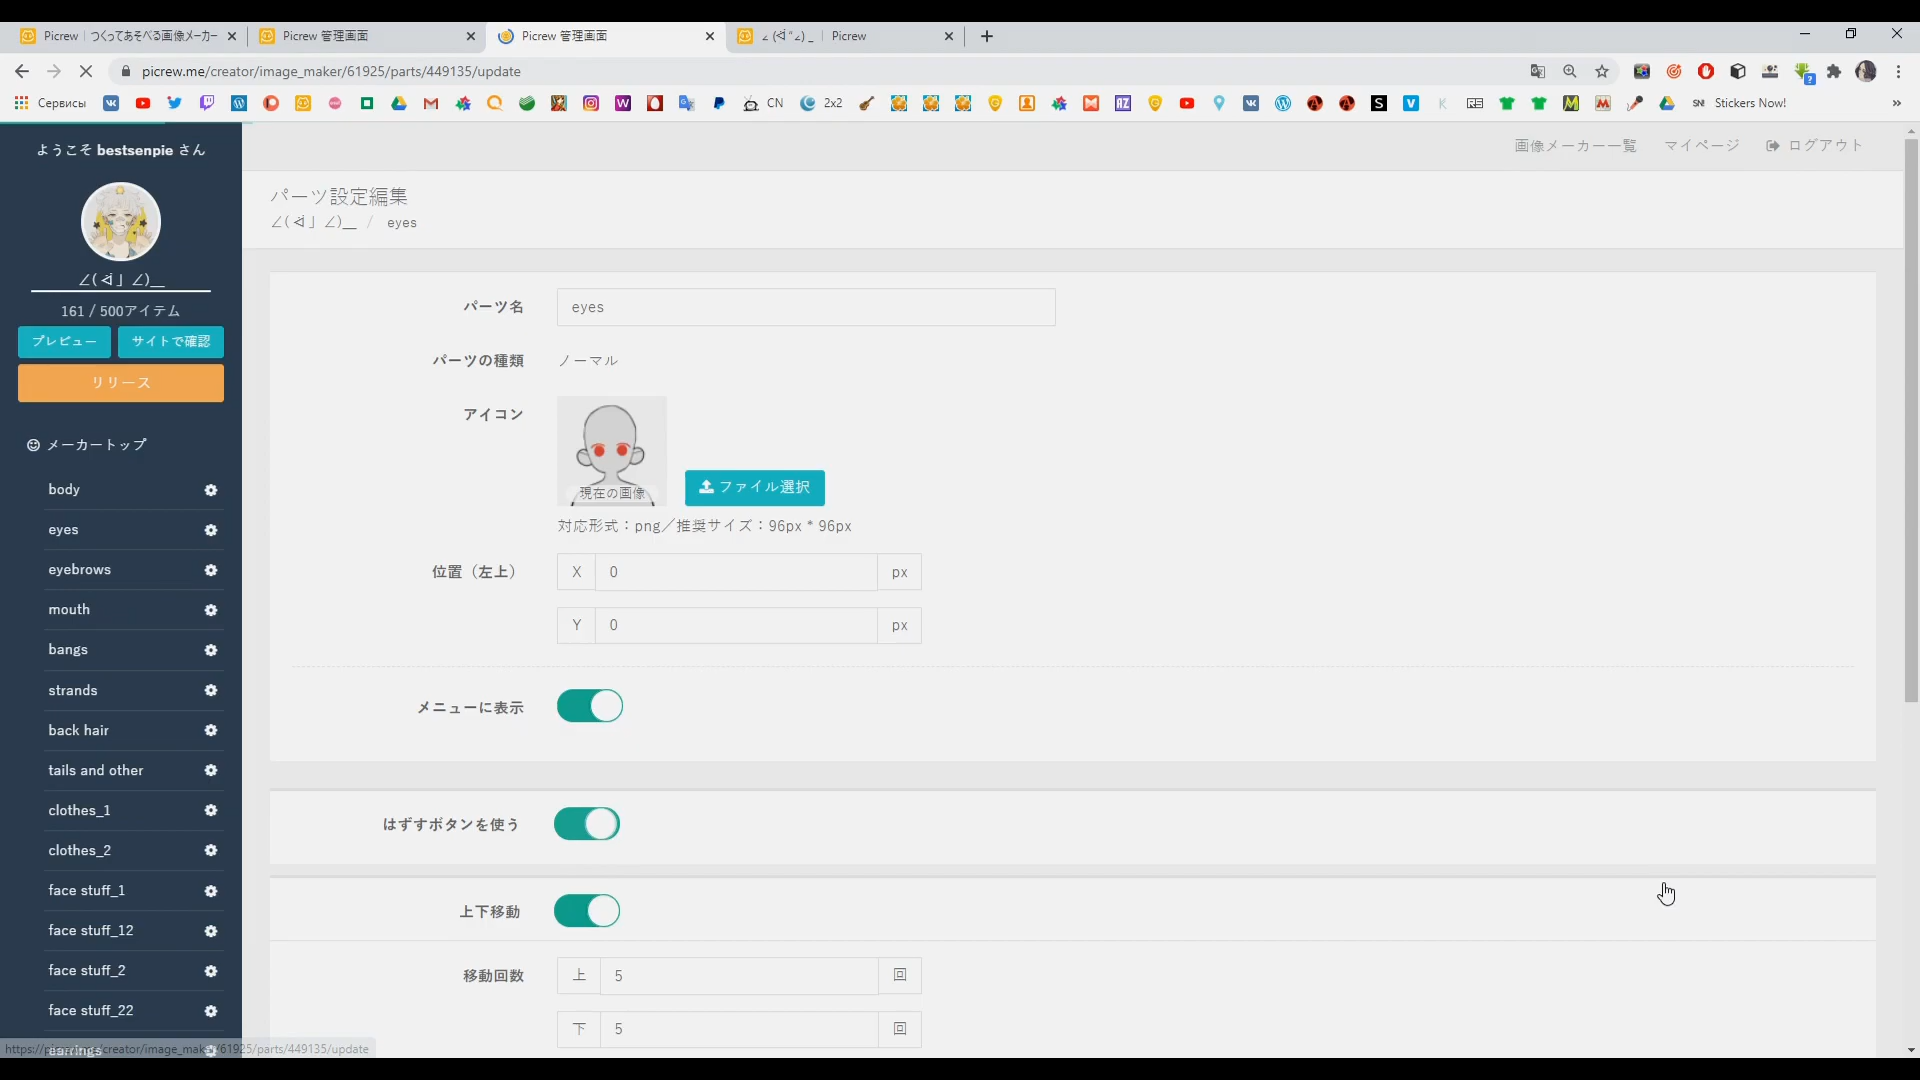 Picrew | つくってあそべる画像メーカー
Picrew 管理画面
Picrew 管理画面
Picrew
picrew.me/creator/image_maker/61925/parts/449135/update
Сервисы
CN
2x2
Stickers Now!
ようこそ bestsenpie さん
画像メーカー一覧
マイページ
ログアウト
パーツ設定編集
∠( ᐛ 」∠)＿ / eyes
∠( ᐛ 」∠)＿
161 / 500アイテム
プレビュー
サイトで確認
リリース
メーカートップ
body
eyes
eyebrows
mouth
bangs
strands
back hair
tails and other
clothes_1
clothes_2
face stuff_1
face stuff_12
face stuff_2
face stuff_22
earrings
パーツ名
eyes
パーツの種類
ノーマル
アイコン
現在の画像
ファイル選択
対応形式：png／推奨サイズ：96px * 96px
位置（左上）
X 0 px
Y 0 px
メニューに表示
はずすボタンを使う
上下移動
移動回数
上 5 回
下 5 回
https://picrew.me/creator/image_maker/61925/parts/449135/update